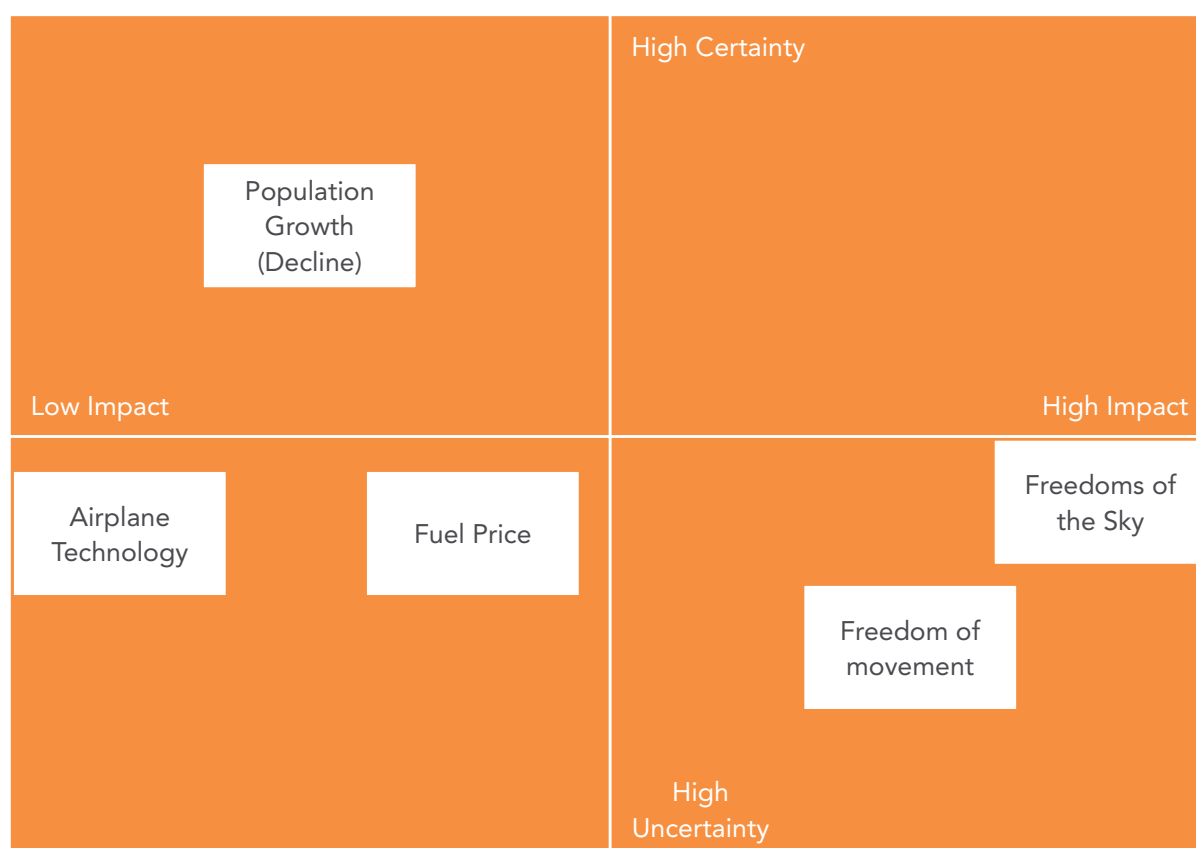 High Certainty
Population
Growth
(Decline)
Low Impact
High Impact
Airplane
Technology
Fuel Price
Freedoms of
the Sky
Freedom of
movement
High
Uncertainty